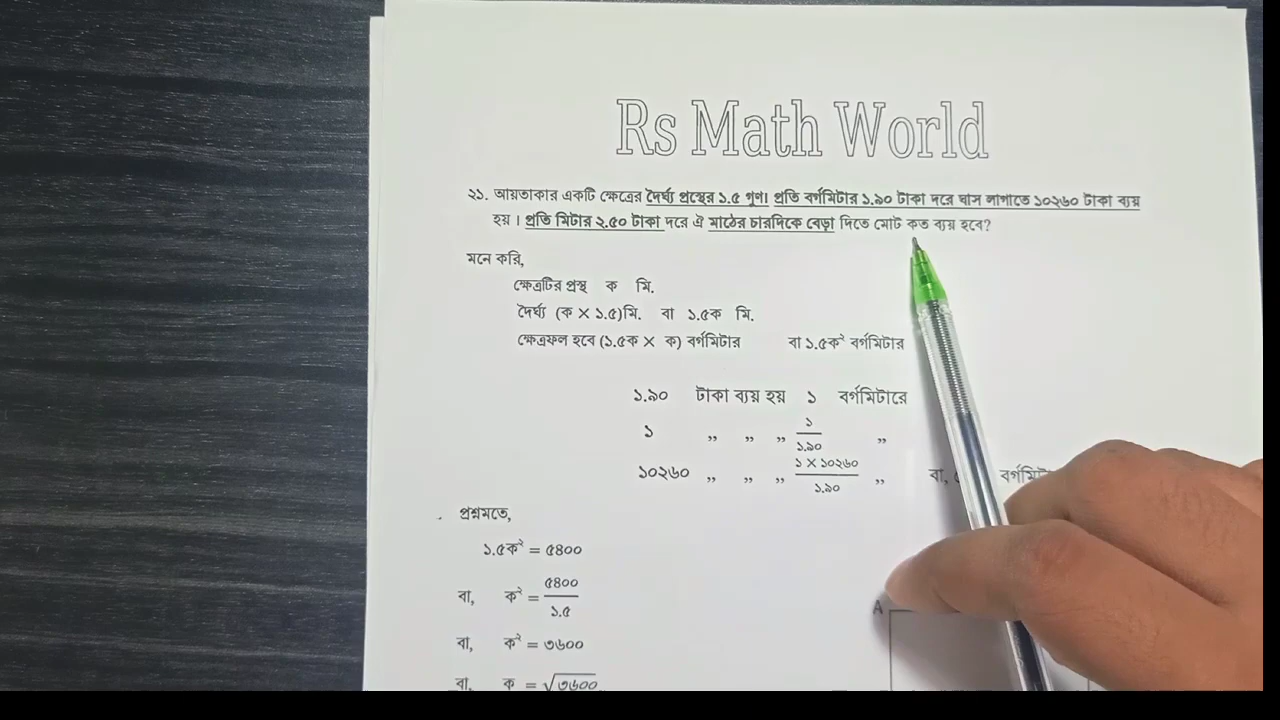 Rs Math World
২১. আয়তাকার একটি ক্ষেত্রের দৈর্ঘ্য প্রস্থের ১.৫ গুণ। প্রতি বর্গমিটার ১.৯০ টাকা দরে ঘাস লাগাতে ১০২৬০ টাকা ব্যয়
হয়। প্রতি মিটার ২.৫০ টাকা দরে ঐ মাঠের চারদিকে বেড়া দিতে মোট কত ব্যয় হবে?
মনে করি,
ক্ষেত্রটির প্রস্থ ক মি.
দৈর্ঘ্য (ক X ১.৫)মি. বা ১.৫ক মি.
ক্ষেত্রফল হবে (১.৫ক X ক) বর্গমিটার বা ১.৫ক² বর্গমিটার
১.৯০ টাকা ব্যয় হয় ১ বর্গমিটারে
১ ,, ,, ,, ১/১.৯০ ,,
১০২৬০ ,, ,, ,, ১ X ১০২৬০/১.৯০ ,, বা,
প্রশ্নমতে,
১.৫ক² = ৫৪০০
বা, ক² = ৫৪০০/১.৫
বা, ক² = ৩৬০০
বা, ক = √৩৬০০
A